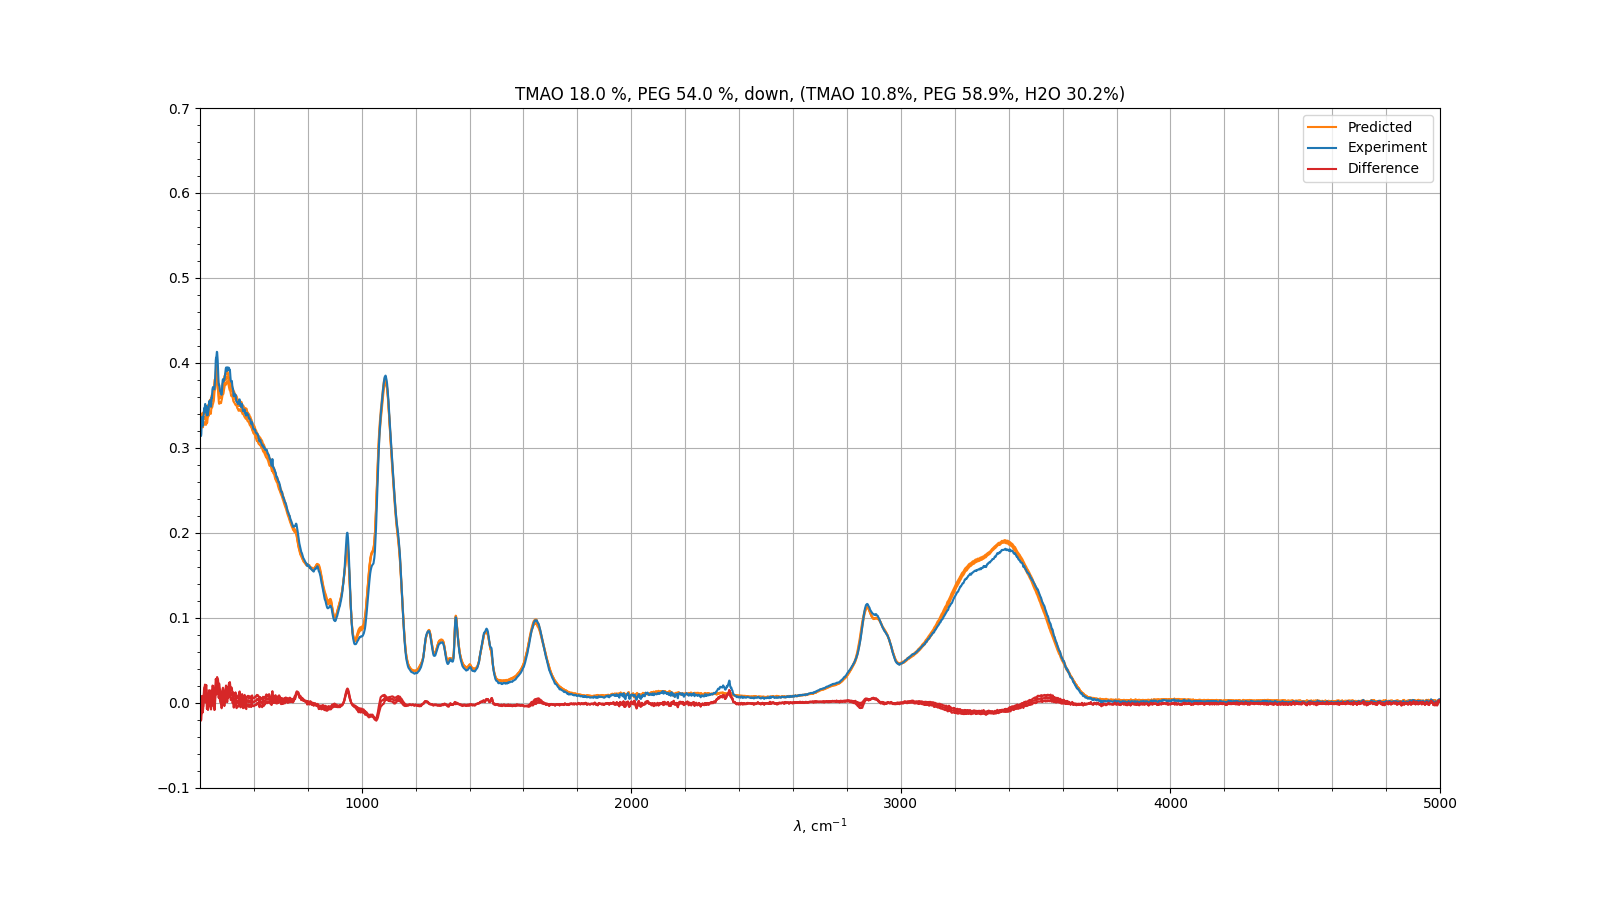 TMAO 18.0 %, PEG 54.0 %, down, (TMAO 10.8%, PEG 58.9%, H2O 30.2%)
0.7
0.6
0.5
0.4
0.3
0.2
0.1
0.0
−0.1
Predicted
Experiment
Difference
1000 2000 3000 4000 5000
λ, cm⁻¹